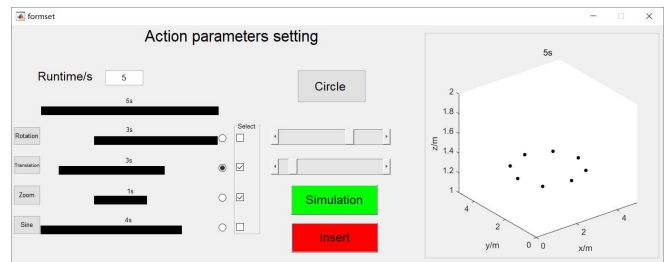 formset
Action parameters setting
Runtime/s 5
Circle
5s
Select
Rotation 3s
Translation 3s
Zoom 1s
Simulation
Sine 4s
Insert
5s
2
1.8
1.6
z/m
1.4
1.2
1
4
2
0
y/m
0
2
4
x/m